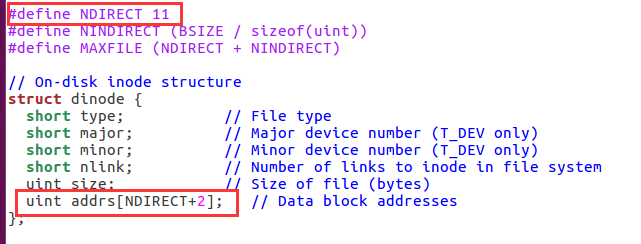 #define NDIRECT 11
#define NINDIRECT (BSIZE / sizeof(uint))
#define MAXFILE (NDIRECT + NINDIRECT)
// On-disk inode structure
struct dinode {
short type; // File type
short major; // Major device number (T_DEV only)
short minor; // Minor device number (T_DEV only)
short nlink; // Number of links to inode in file system
uint size; // Size of file (bytes)
uint addrs[NDIRECT+2]; // Data block addresses
};